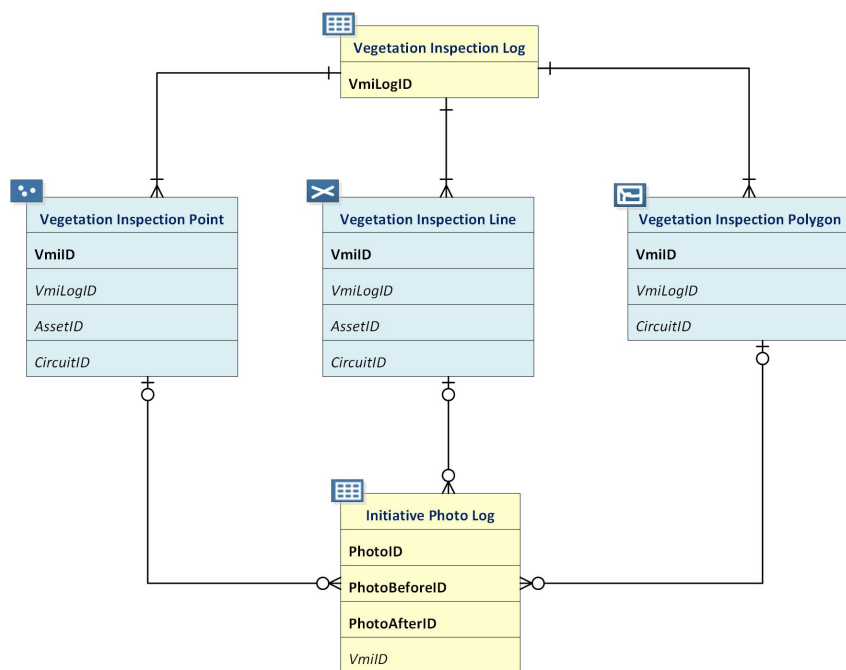 Vegetation Inspection Log
VmiLogID
Vegetation Inspection Point
VmiID
VmiLogID
AssetID
CircuitID
Vegetation Inspection Line
VmiID
VmiLogID
AssetID
CircuitID
Vegetation Inspection Polygon
VmiID
VmiLogID
CircuitID
Initiative Photo Log
PhotoID
PhotoBeforeID
PhotoAfterID
VmiID